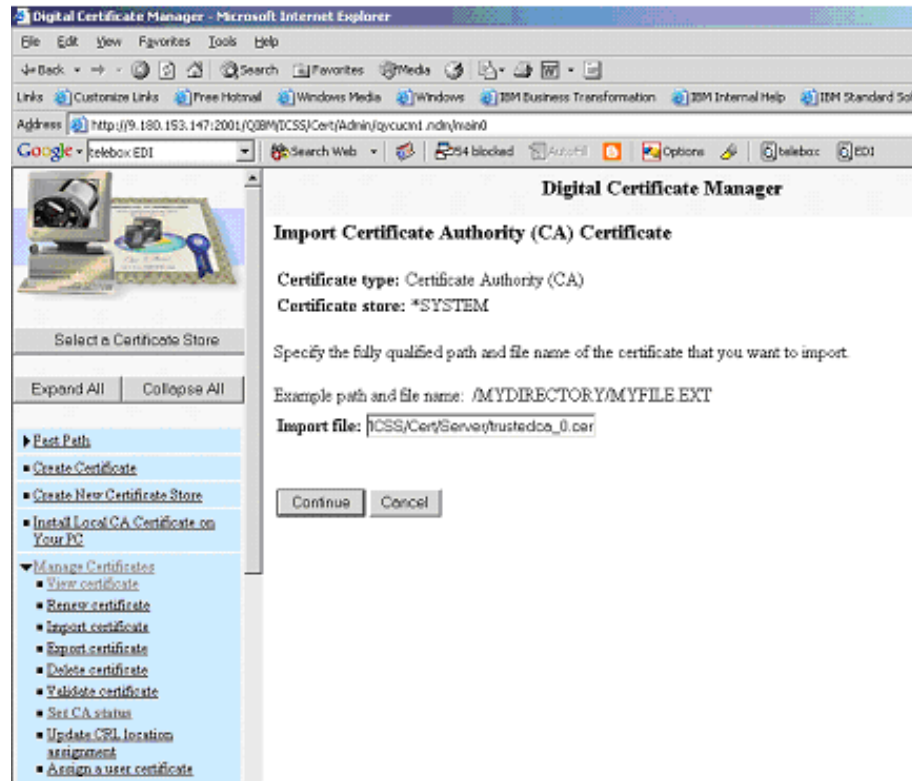 Digital Certificate Manager - Microsoft Internet Explorer
File Edit View Favorites Tools Help
Back Search Favorites Media
Links Customize Links Free Hotmail Windows Media Windows IBM Business Transformation IBM Internal Help IBM Standard
Address http://9.180.153.147:2001/QIBM/ICSS/Cert/Admin/qycucm1.ndm/main0
Google telebox EDI Search Web 254 blocked AutoFill Options telebox EDI
Select a Certificate Store
Expand All Collapse All
Fast Path
Create Certificate
Create New Certificate Store
Install Local CA Certificate on
Your PC
Manage Certificates
View certificate
Renew certificate
Import certificate
Export certificate
Delete certificate
Validate certificate
Set CA status
Update CRL location
assignment
Assign a user certificate
Digital Certificate Manager
Import Certificate Authority (CA) Certificate
Certificate type: Certificate Authority (CA)
Certificate store: *SYSTEM
Specify the fully qualified path and file name of the certificate that you want to import.
Example path and file name: /MYDIRECTORY/MYFILE.EXT
Import file: ICSS/Cert/Server/trustedca_0.cer
Continue Cancel